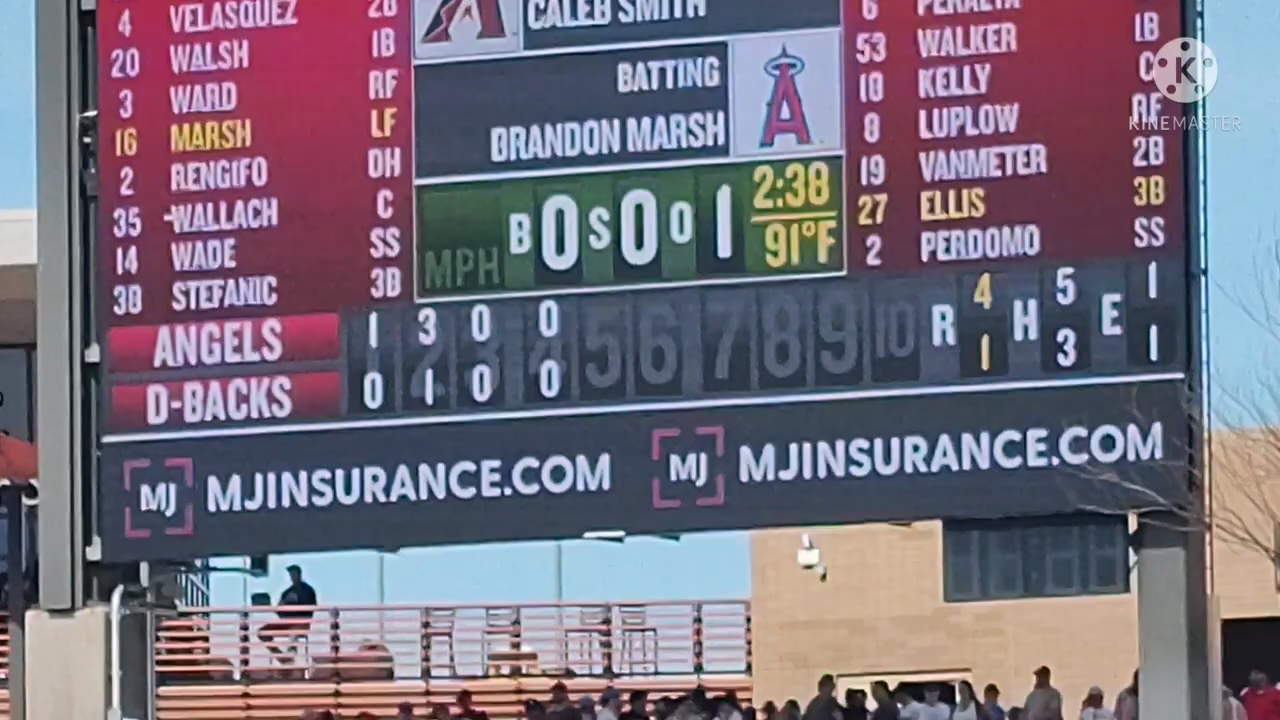 4 VELASQUEZ 2B
20 WALSH 1B
3 WARD RF
16 MARSH LF
2 RENGIFO DH
35 WALLACH C
14 WADE SS
38 STEFANIC 3B
CALEB SMITH
BATTING
BRANDON MARSH
A
MPH B 0 S 0 O 1
2:38
91°F
6 PERALTA
53 WALKER 1B
18 KELLY C
8 LUPLOW RF
19 VANMETER 2B
27 ELLIS 3B
2 PERDOMO SS
ANGELS 1 3 0 0 5 6 7 8 9 10 R 4 H 5 E 1
D-BACKS 0 1 0 0 1 3 1
MJ MJINSURANCE.COM MJ MJINSURANCE.COM
K
KINEMASTER